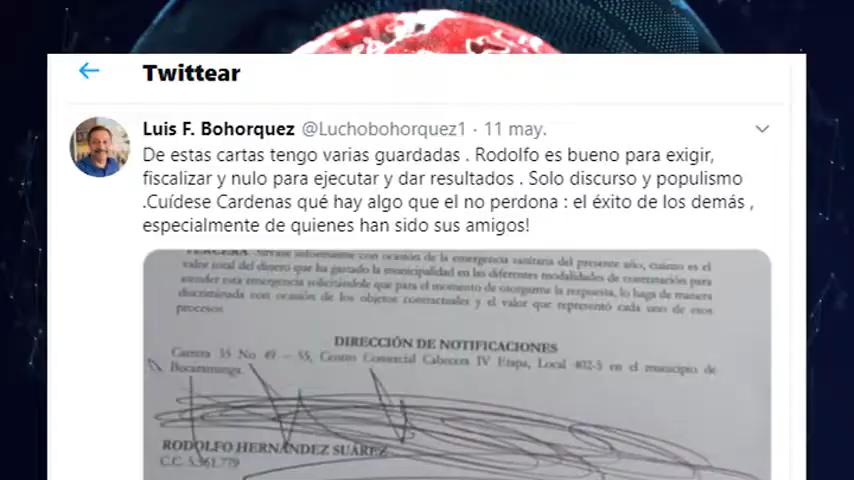 Twittear
Luis F. Bohorquez @Luchobohorquez1 · 11 may.
De estas cartas tengo varias guardadas . Rodolfo es bueno para exigir,
fiscalizar y nulo para ejecutar y dar resultados . Solo discurso y populismo
.Cuídese Cardenas qué hay algo que el no perdona : el éxito de los demás ,
especialmente de quienes han sido sus amigos!
TERCERA. Sírvase informarme con ocasión de la emergencia sanitaria del presente año, cuánto es el
valor total del dinero que ha gastado la municipalidad en las diferentes modalidades de contratación para
atender esta emergencia solicitándole que para el momento de otorgarme la respuesta, lo haga de manera
discriminada con ocasión de los objetos contractuales y el valor que representó cada uno de esos
procesos
DIRECCIÓN DE NOTIFICACIONES
Carrera 35 No 49 – 55, Centro Comercial Cabecera IV Etapa, Local 402-5 en el municipio de
Bucaramanga.
RODOLFO HERNÁNDEZ SUÁREZ
C.C. 5.561.779